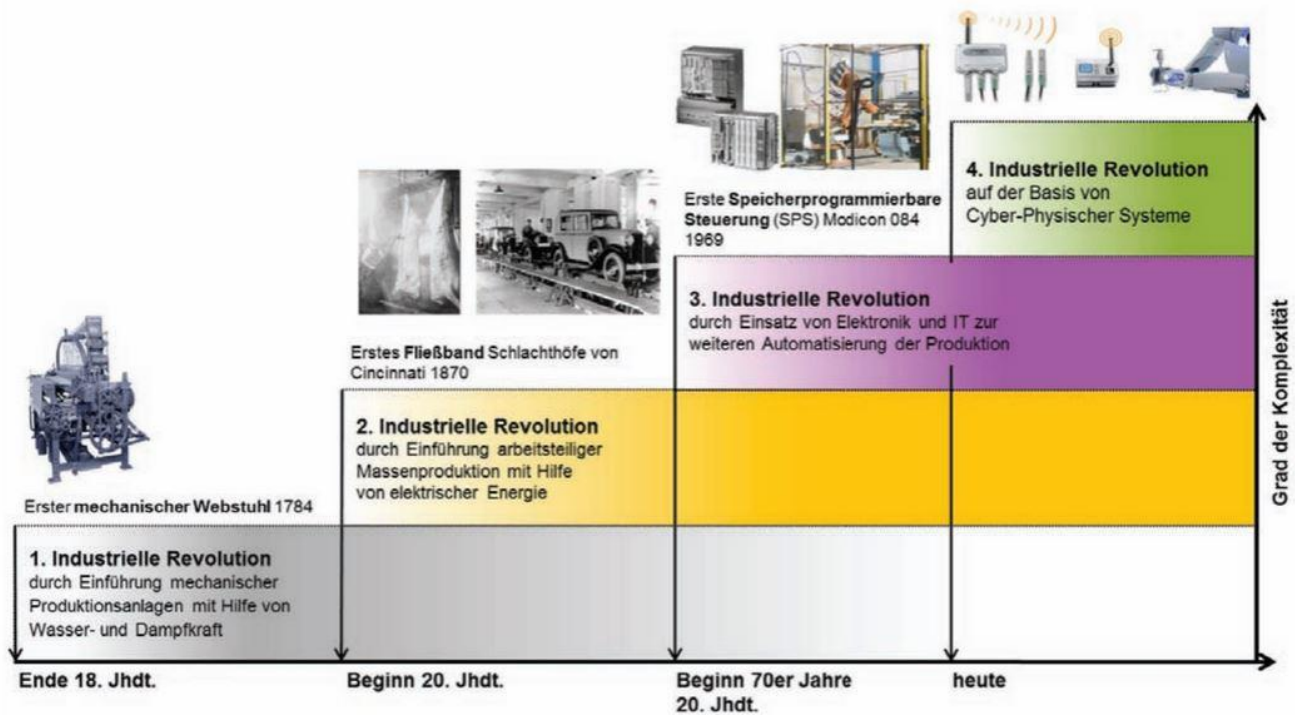 Erster mechanischer Webstuhl 1784
1. Industrielle Revolution
durch Einführung mechanischer
Produktionsanlagen mit Hilfe von
Wasser- und Dampfkraft
Ende 18. Jhdt.
Erstes Fließband Schlachthöfe von
Cincinnati 1870
2. Industrielle Revolution
durch Einführung arbeitsteiliger
Massenproduktion mit Hilfe
von elektrischer Energie
Beginn 20. Jhdt.
Erste Speicherprogrammierbare
Steuerung (SPS) Modicon 084
1969
3. Industrielle Revolution
durch Einsatz von Elektronik und IT zur
weiteren Automatisierung der Produktion
Beginn 70er Jahre
20. Jhdt.
4. Industrielle Revolution
auf der Basis von
Cyber-Physischer Systeme
heute
Grad der Komplexität